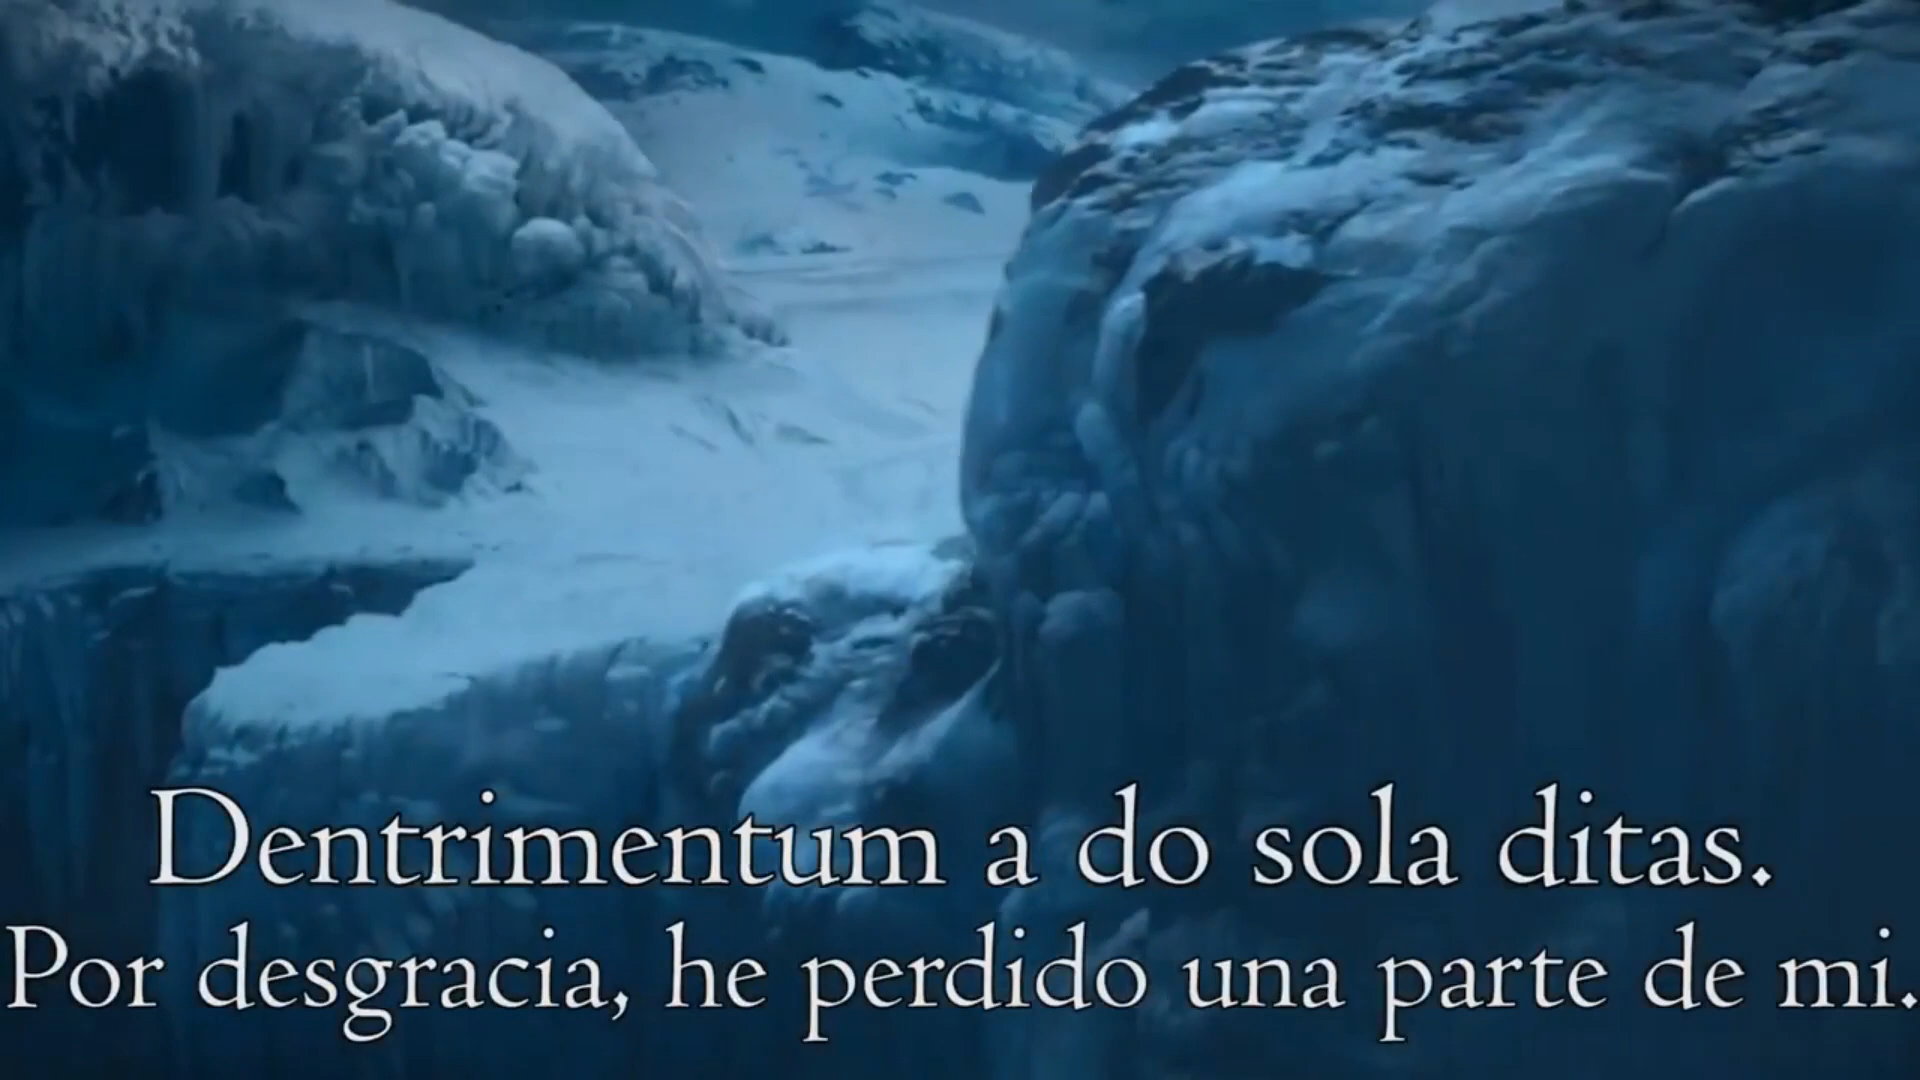 Dentrimentum a do sola ditas.
Por desgracia, he perdido una parte de mi.